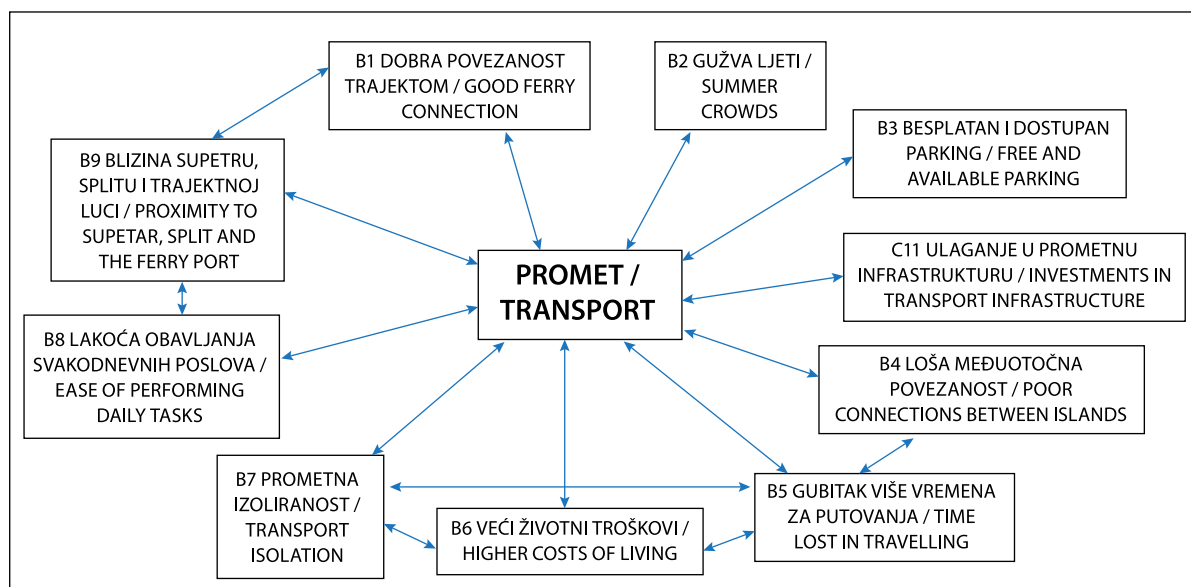 B1 DOBRA POVEZANOST
TRAJEKTOM / GOOD FERRY
CONNECTION
B2 GUŽVA LJETI /
SUMMER
CROWDS
B3 BESPLATAN I DOSTUPAN
PARKING / FREE AND
AVAILABLE PARKING
B9 BLIZINA SUPETRU,
SPLITU I TRAJEKTNOJ
LUCI / PROXIMITY TO
SUPETAR, SPLIT AND
THE FERRY PORT
PROMET /
TRANSPORT
C11 ULAGANJE U PROMETNU
INFRASTRUKTURU / INVESTMENTS IN
TRANSPORT INFRASTRUCTURE
B8 LAKOĆA OBAVLJANJA
SVAKODNEVNIH POSLOVA /
EASE OF PERFORMING
DAILY TASKS
B4 LOŠA MEĐUOTOČNA
POVEZANOST / POOR
CONNECTIONS BETWEEN ISLANDS
B7 PROMETNA
IZOLIRANOST /
TRANSPORT
ISOLATION
B6 VEĆI ŽIVOTNI TROŠKOVI /
HIGHER COSTS OF LIVING
B5 GUBITAK VIŠE VREMENA
ZA PUTOVANJA / TIME
LOST IN TRAVELLING